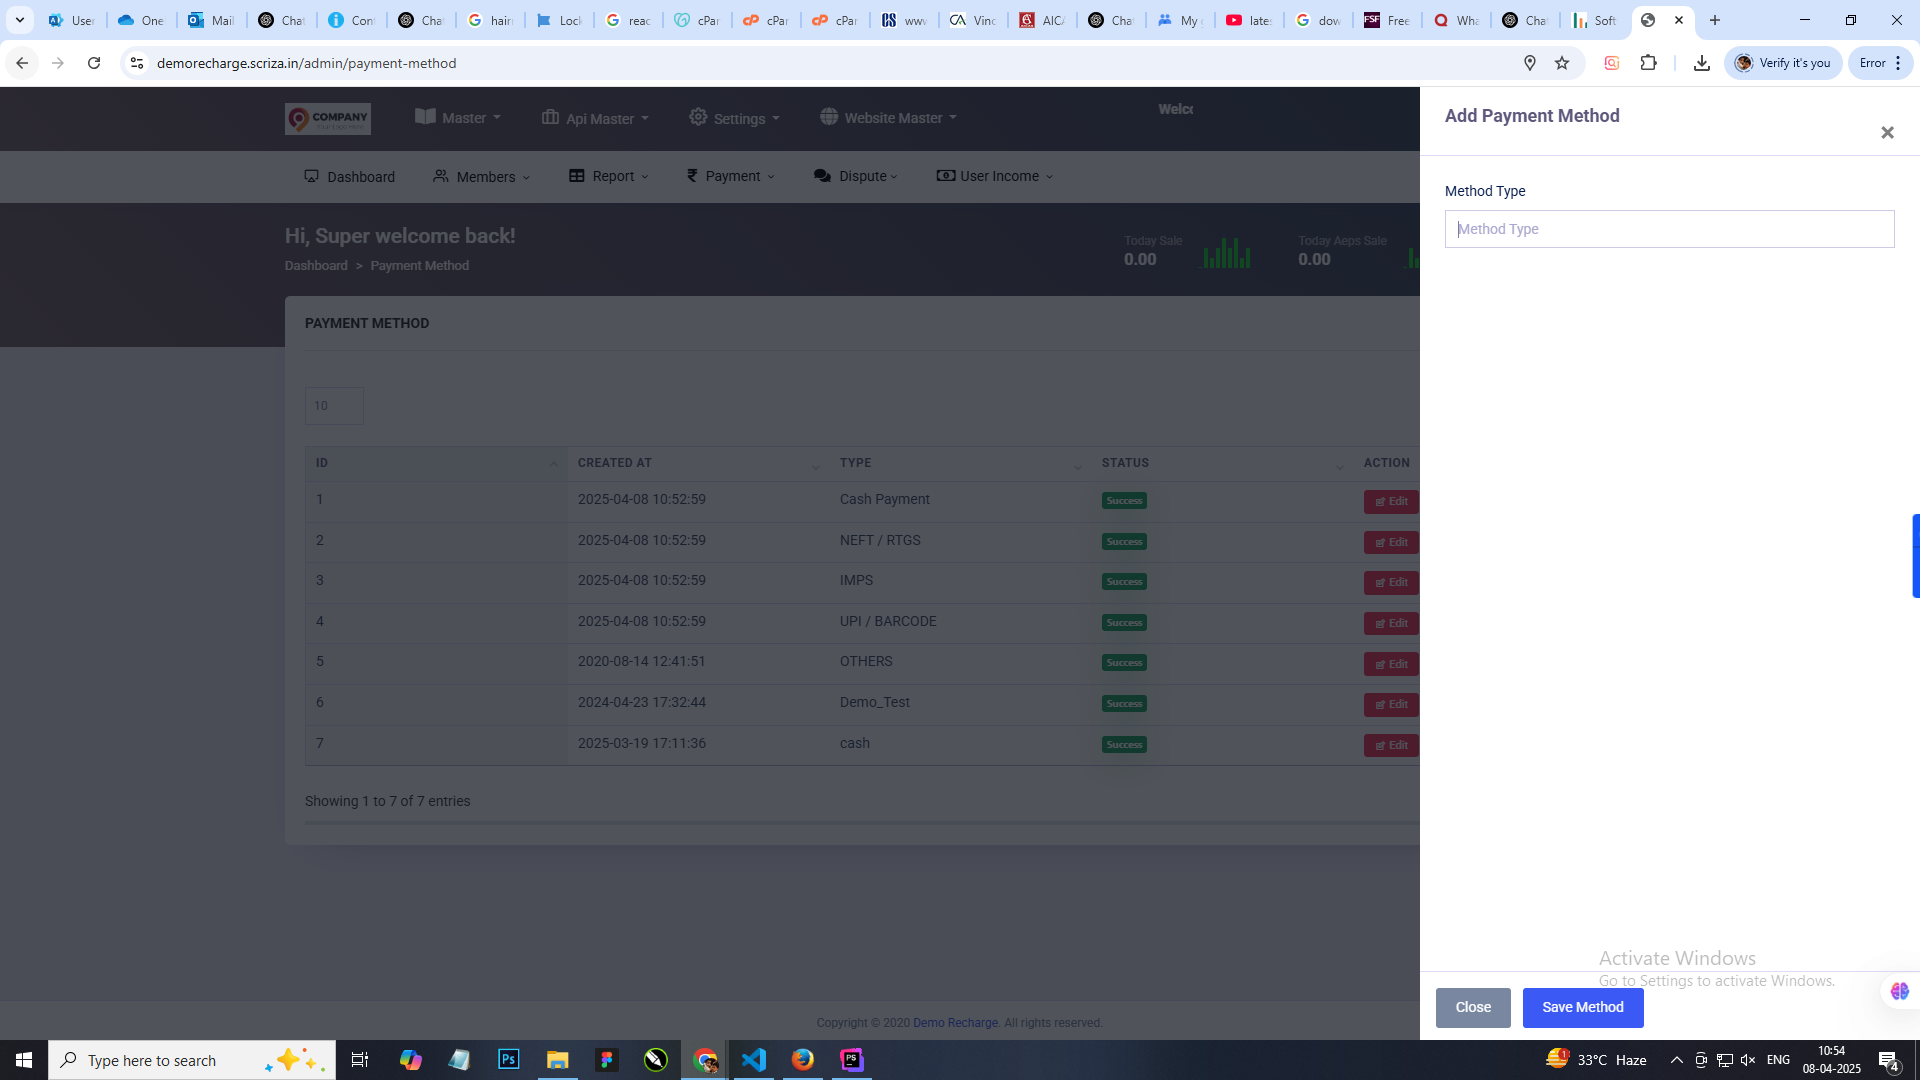 User
One
Mail
Chat
Con
Chat
hair
Lock
reac
cPar
cPar
cPar
www
Vinc
AICA
Chat
My
late
dow
Free
Wha
Chat
Soft
demorecharge.scriza.in/admin/payment-method
Verify it's you
Error
COMPANY
Master
Api Master
Settings
Website Master
Welco
Dashboard
Members
Report
Payment
Dispute
User Income
Hi, Super welcome back!
Dashboard > Payment Method
Today Sale
0.00
Today Aeps Sale
0.00
PAYMENT METHOD
10
ID CREATED AT TYPE STATUS ACTION
1 2025-04-08 10:52:59 Cash Payment Success Edit
2 2025-04-08 10:52:59 NEFT / RTGS Success Edit
3 2025-04-08 10:52:59 IMPS Success Edit
4 2025-04-08 10:52:59 UPI / BARCODE Success Edit
5 2020-08-14 12:41:51 OTHERS Success Edit
6 2024-04-23 17:32:44 Demo_Test Success Edit
7 2025-03-19 17:11:36 cash Success Edit
Showing 1 to 7 of 7 entries
Copyright © 2020 Demo Recharge. All rights reserved.
Add Payment Method
×
Method Type
Method Type
Activate Windows
Go to Settings to activate Windows.
Close
Save Method
Type here to search
Ps
PS
1
33°C Haze
ENG
10:54
08-04-2025
4